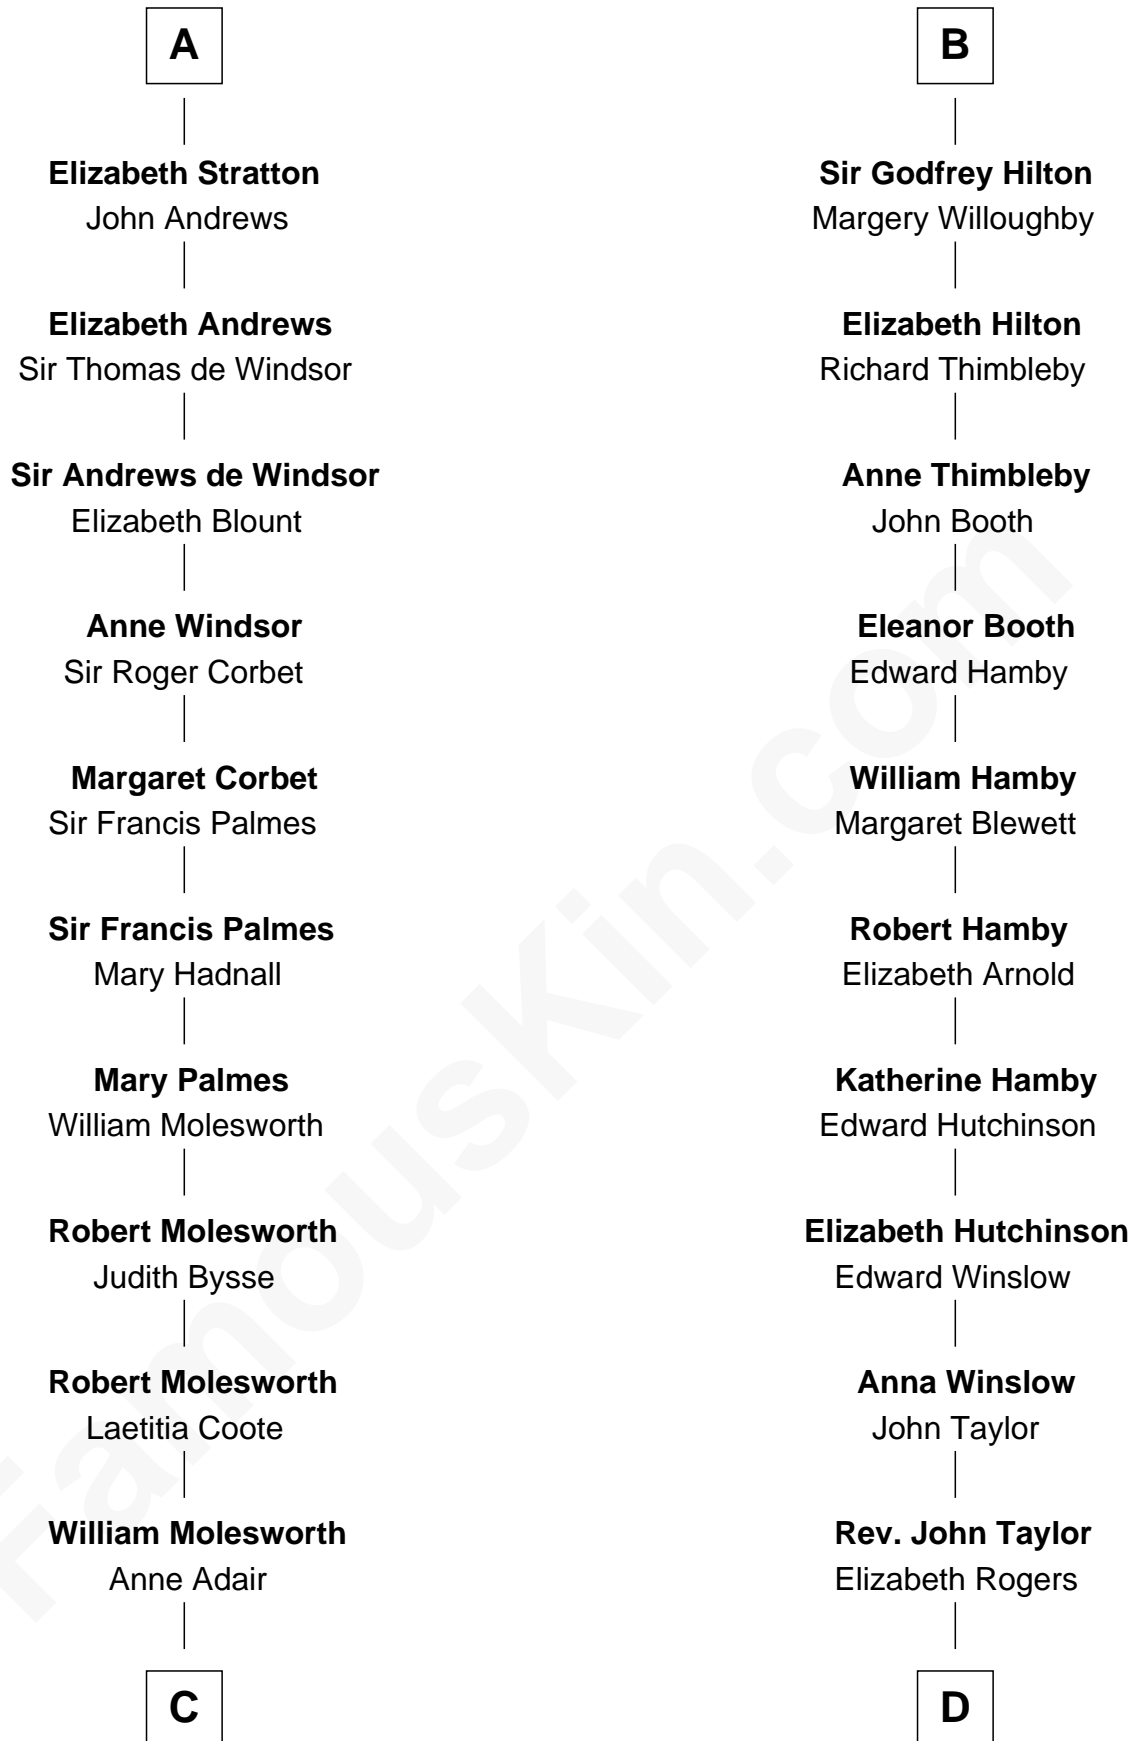 A
Elizabeth Stratton
John Andrews
Elizabeth Andrews
Sir Thomas de Windsor
Sir Andrews de Windsor
Elizabeth Blount
Anne Windsor
Sir Roger Corbet
Margaret Corbet
Sir Francis Palmes
Sir Francis Palmes
Mary Hadnall
Mary Palmes
William Molesworth
Robert Molesworth
Judith Bysse
Robert Molesworth
Laetitia Coote
William Molesworth
Anne Adair
C
B
Sir Godfrey Hilton
Margery Willoughby
Elizabeth Hilton
Richard Thimbleby
Anne Thimbleby
John Booth
Eleanor Booth
Edward Hamby
William Hamby
Margaret Blewett
Robert Hamby
Elizabeth Arnold
Katherine Hamby
Edward Hutchinson
Elizabeth Hutchinson
Edward Winslow
Anna Winslow
John Taylor
Rev. John Taylor
Elizabeth Rogers
D
FamousKin.com